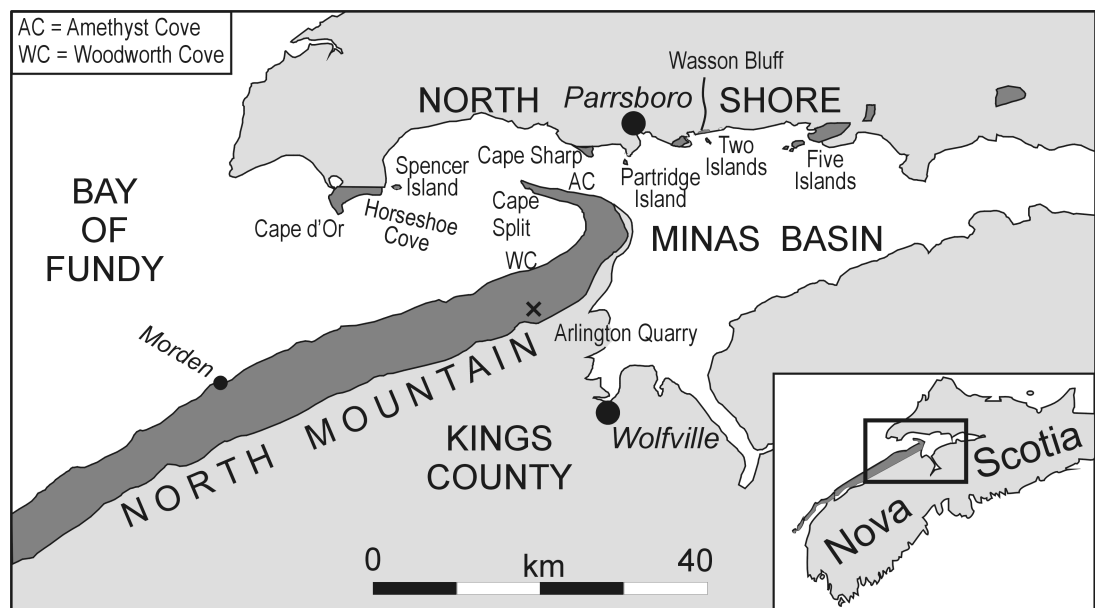 AC = Amethyst Cove
WC = Woodworth Cove
Wasson Bluff
NORTH
Parrsboro
SHORE
Cape Sharp
AC
Two
Islands
Five
Islands
Partridge
Island
Spencer
Island
Cape
Split
Horseshoe
Cove
Cape d'Or
BAY
OF
FUNDY
MINAS BASIN
WC
×
Arlington Quarry
Morden
NORTH MOUNTAIN
KINGS
COUNTY
Wolfville
0
km
40
Nova
Scotia